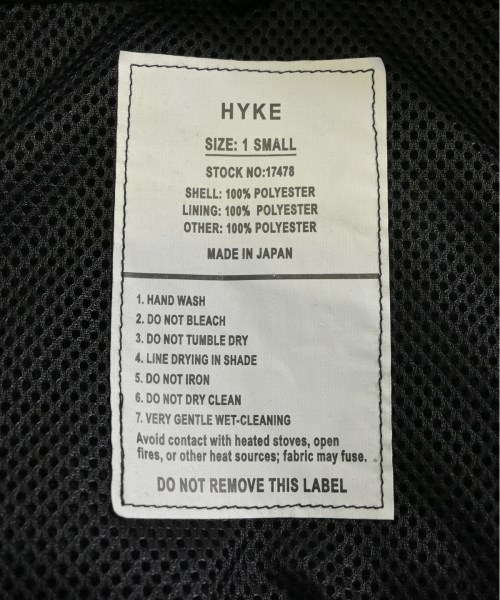 HYKE
SIZE: 1 SMALL
STOCK NO:17478
SHELL: 100% POLYESTER
LINING: 100% POLYESTER
OTHER: 100% POLYESTER
MADE IN JAPAN
1. HAND WASH
2. DO NOT BLEACH
3. DO NOT TUMBLE DRY
4. LINE DRYING IN SHADE
5. DO NOT IRON
6. DO NOT DRY CLEAN
7. VERY GENTLE WET-CLEANING
Avoid contact with heated stoves, open
fires, or other heat sources; fabric may fuse.
DO NOT REMOVE THIS LABEL